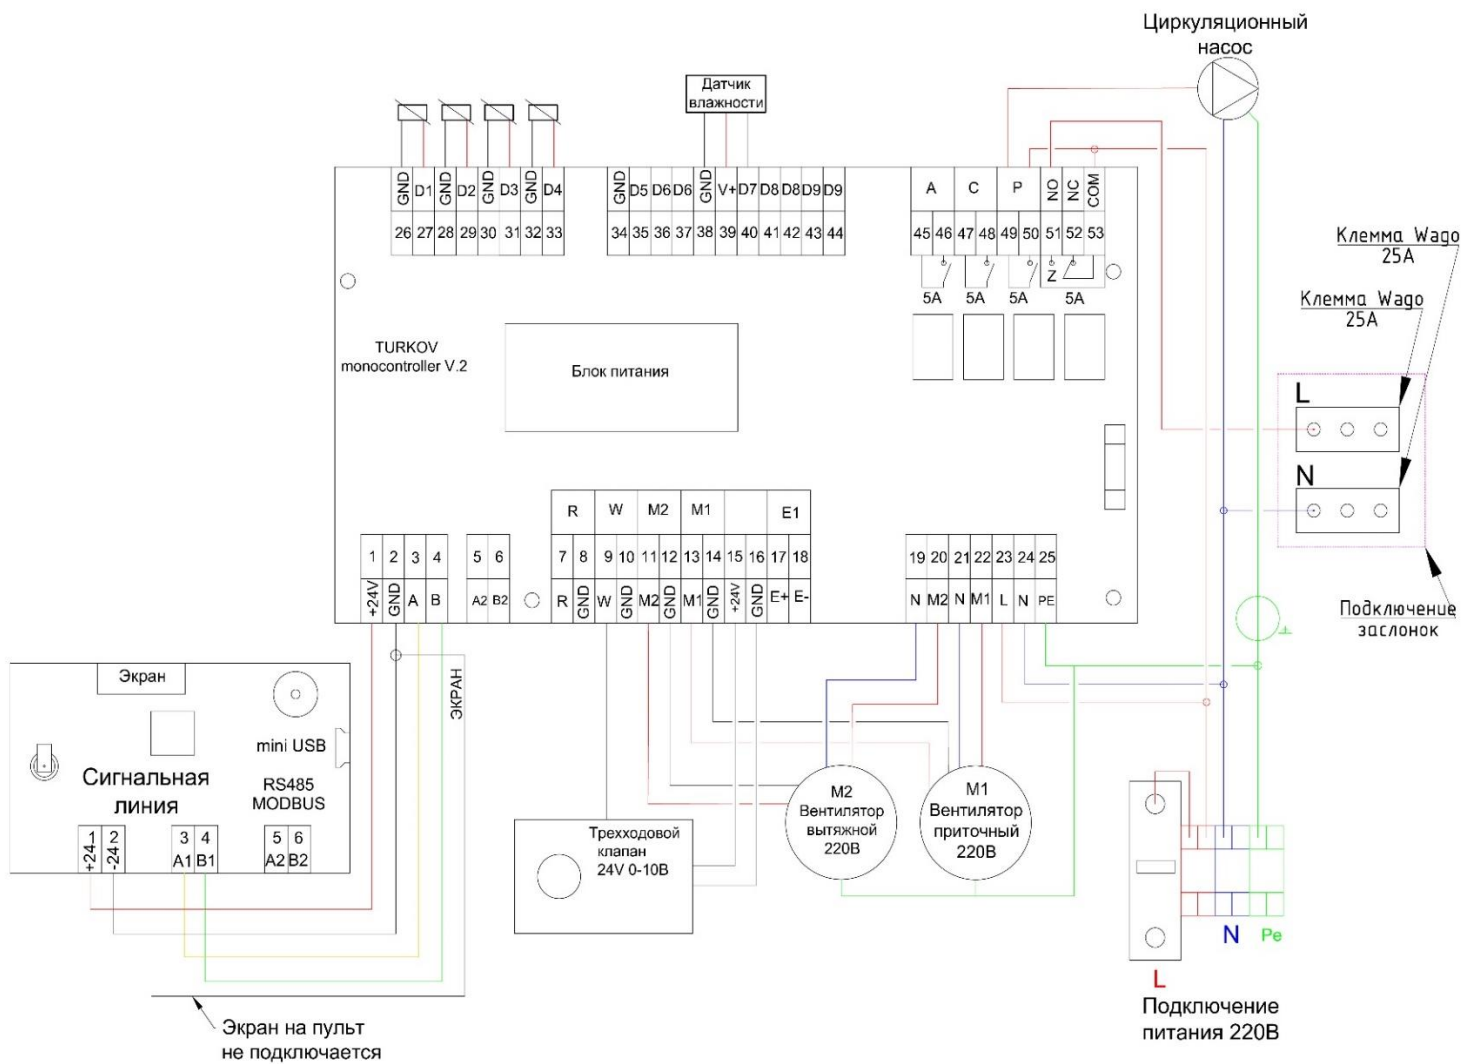 Циркуляционный
насос
Датчик
влажности
GND D1 GND D2 GND D3 GND D4
26 27 28 29 30 31 32 33
GND D5 D6 D6 GND V+ D7 D8 D8 D9 D9
34 35 36 37 38 39 40 41 42 43 44
A C P NO NC COM
45 46 47 48 49 50 51 52 53
Z
5A 5A 5A 5A
Клемма Wago
25А
Клемма Wago
25А
TURKOV
monocontroller V.2
Блок питания
L
N
Подключение
заслонок
R W M2 M1 E1
1 2 3 4 5 6 7 8 9 10 11 12 13 14 15 16 17 18
+24V GND A B A2 B2 R GND W GND M2 GND M1 GND +24V GND E+ E-
19 20 21 22 23 24 25
N M2 N M1 L N PE
Экран
ЭКРАН
mini USB
Сигнальная
линия
RS485
MODBUS
1 2 3 4 5 6
+24 -24 A1 B1 A2 B2
Трехходовой
клапан
24V 0-10В
M2
Вентилятор
вытяжной
220В
M1
Вентилятор
приточный
220В
N Pe
L
Подключение
питания 220В
Экран на пульт
не подключается